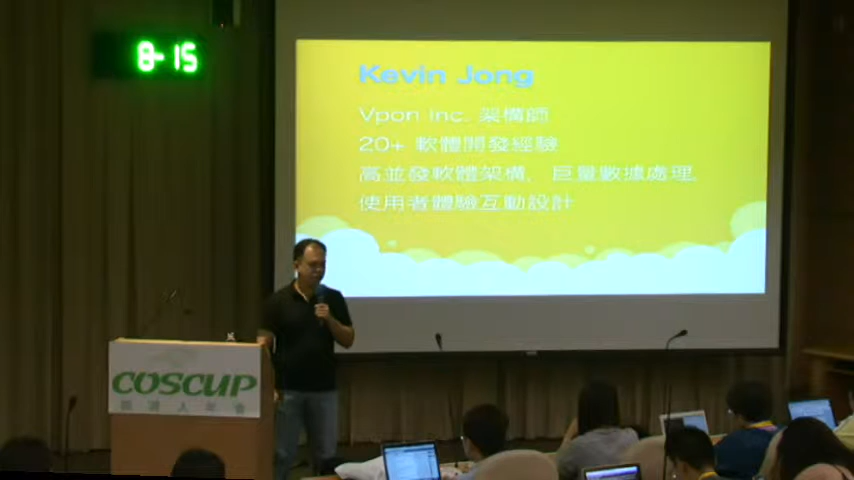 8-15
Kevin Jong
Vpon Inc. 架構師
20+ 軟體開發經驗
高並發軟體架構, 巨量數據處理,
使用者體驗互動設計
COSCUP